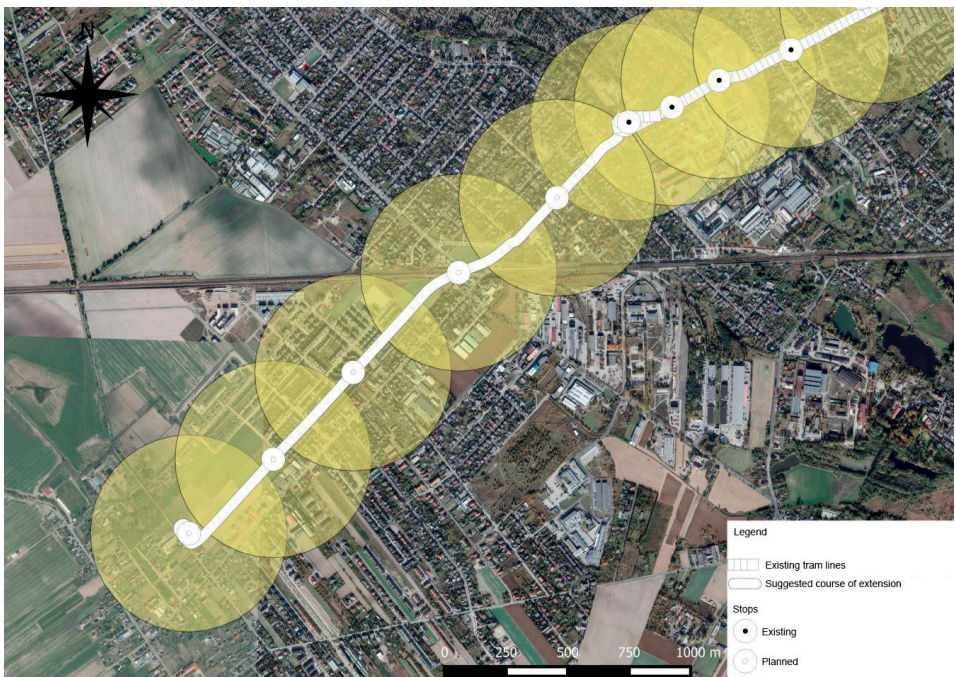 N
Legend
Existing tram lines
Suggested course of extension
Stops
Existing
Planned
0 250 500 750 1000 m